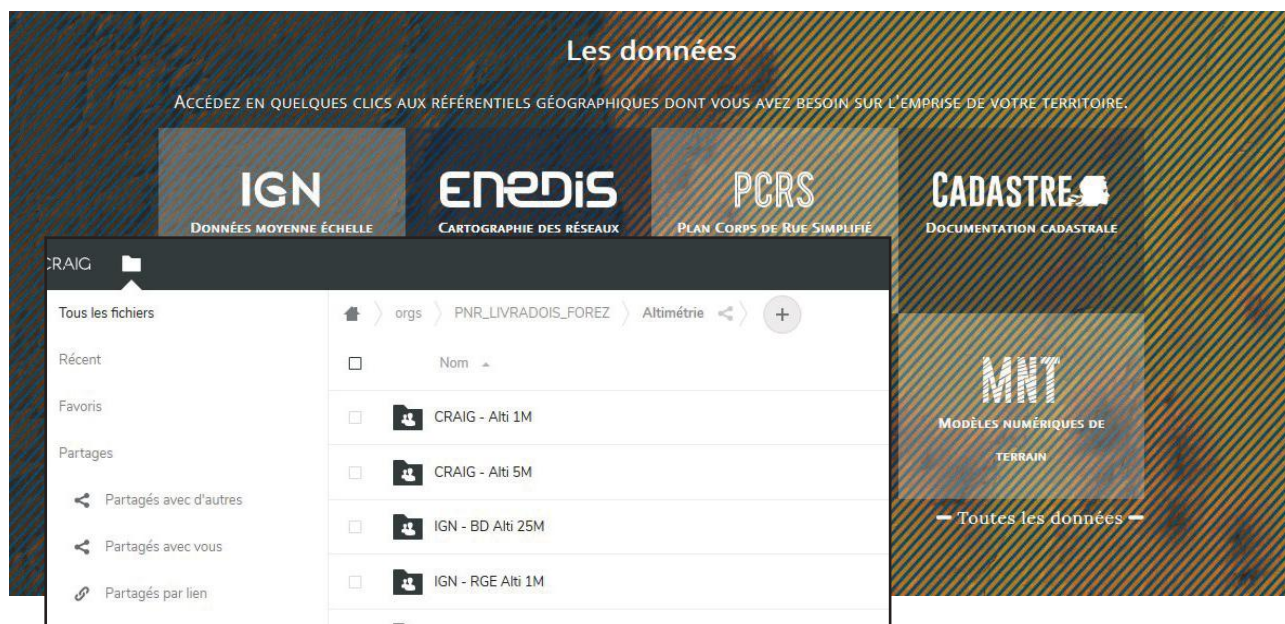 Les données
Accédez en quelques clics aux référentiels géographiques dont vous avez besoin sur l'emprise de votre territoire.
IGN
Données moyenne échelle
ENEDIS
Cartographie des réseaux
PCRS
Plan Corps de Rue Simplifié
CADASTRE
Documentation cadastrale
CRAIG
Tous les fichiers
Récent
Favoris
Partages
Partagés avec d'autres
Partagés avec vous
Partagés par lien
orgs PNR_LIVRADOIS_FOREZ Altimétrie +
Nom
CRAIG - Alti 1M
CRAIG - Alti 5M
IGN - BD Alti 25M
IGN - RGE Alti 1M
MNT
Modèles numériques de
terrain
Toutes les données